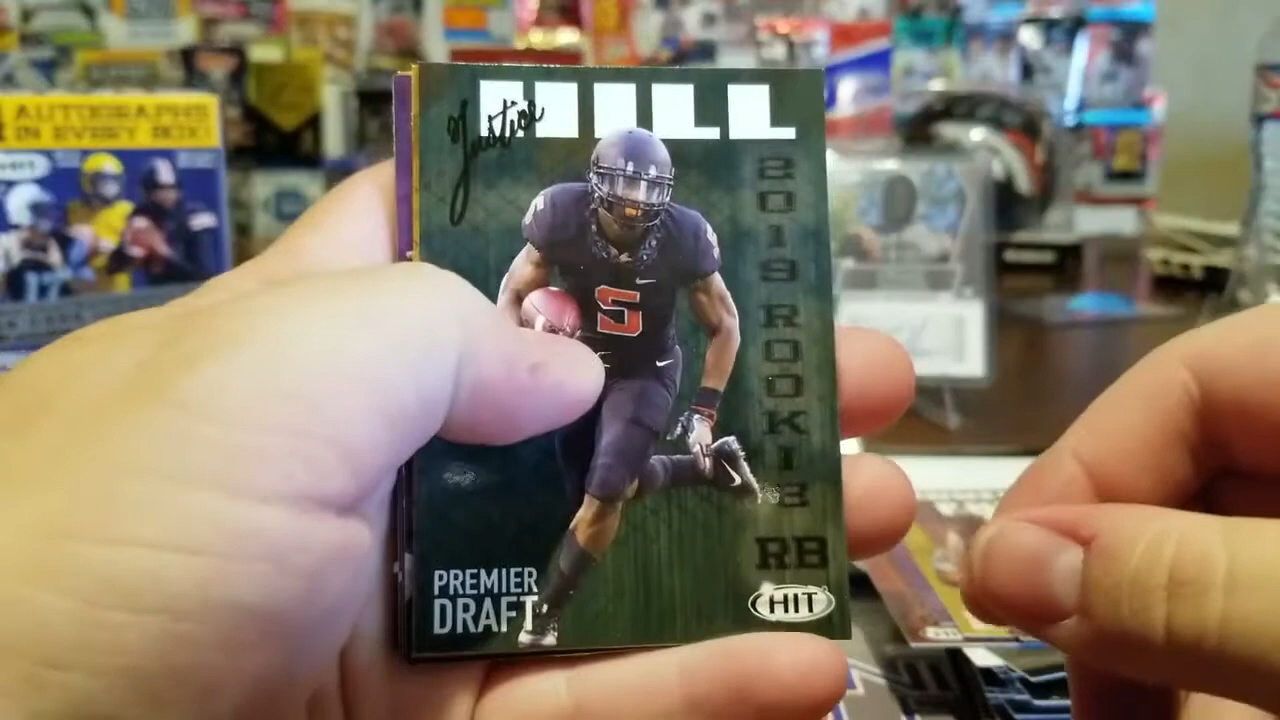 AUTOGRAPHS
IN EVERY BOX!
HILL
Justice
2019 ROOKIE
RB
5
PREMIER
DRAFT
HIT